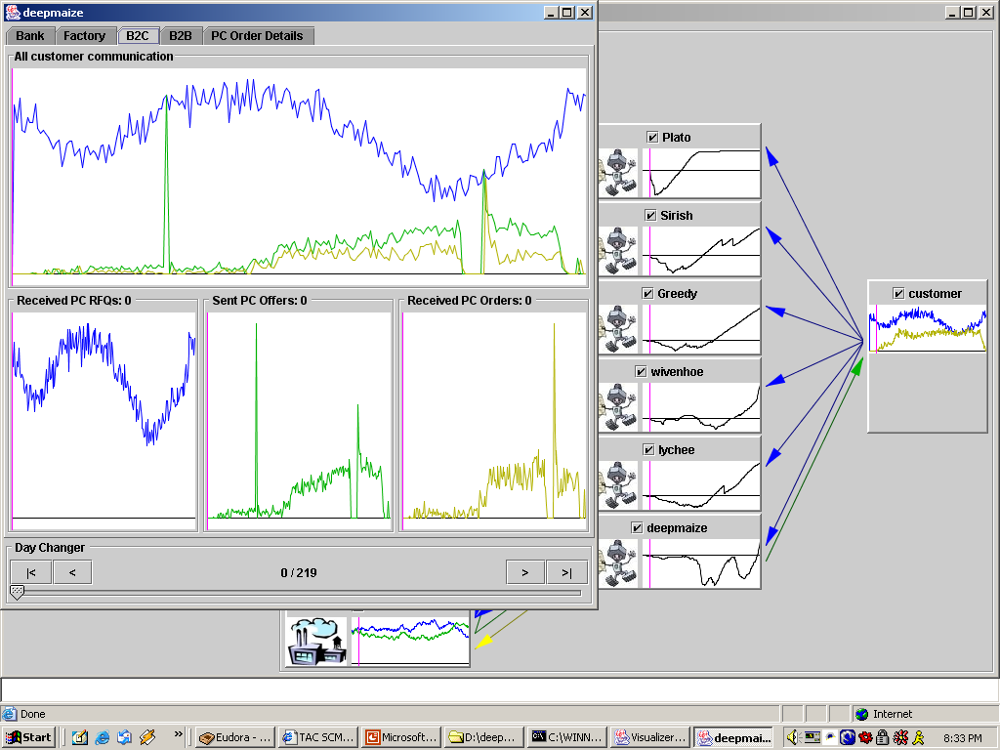 deepmaize
Bank Factory B2C B2B PC Order Details
All customer communication
Received PC RFQs: 0 Sent PC Offers: 0 Received PC Orders: 0
Day Changer
|< < 0 / 219 > >|
Plato
Sirish
Greedy
wivenhoe
lychee
deepmaize
customer
Done Internet
Start » Eudora - ... TAC SCM... Microsoft... D:\deep... C:\WINN... Visualizer... deepmai... 8:33 PM